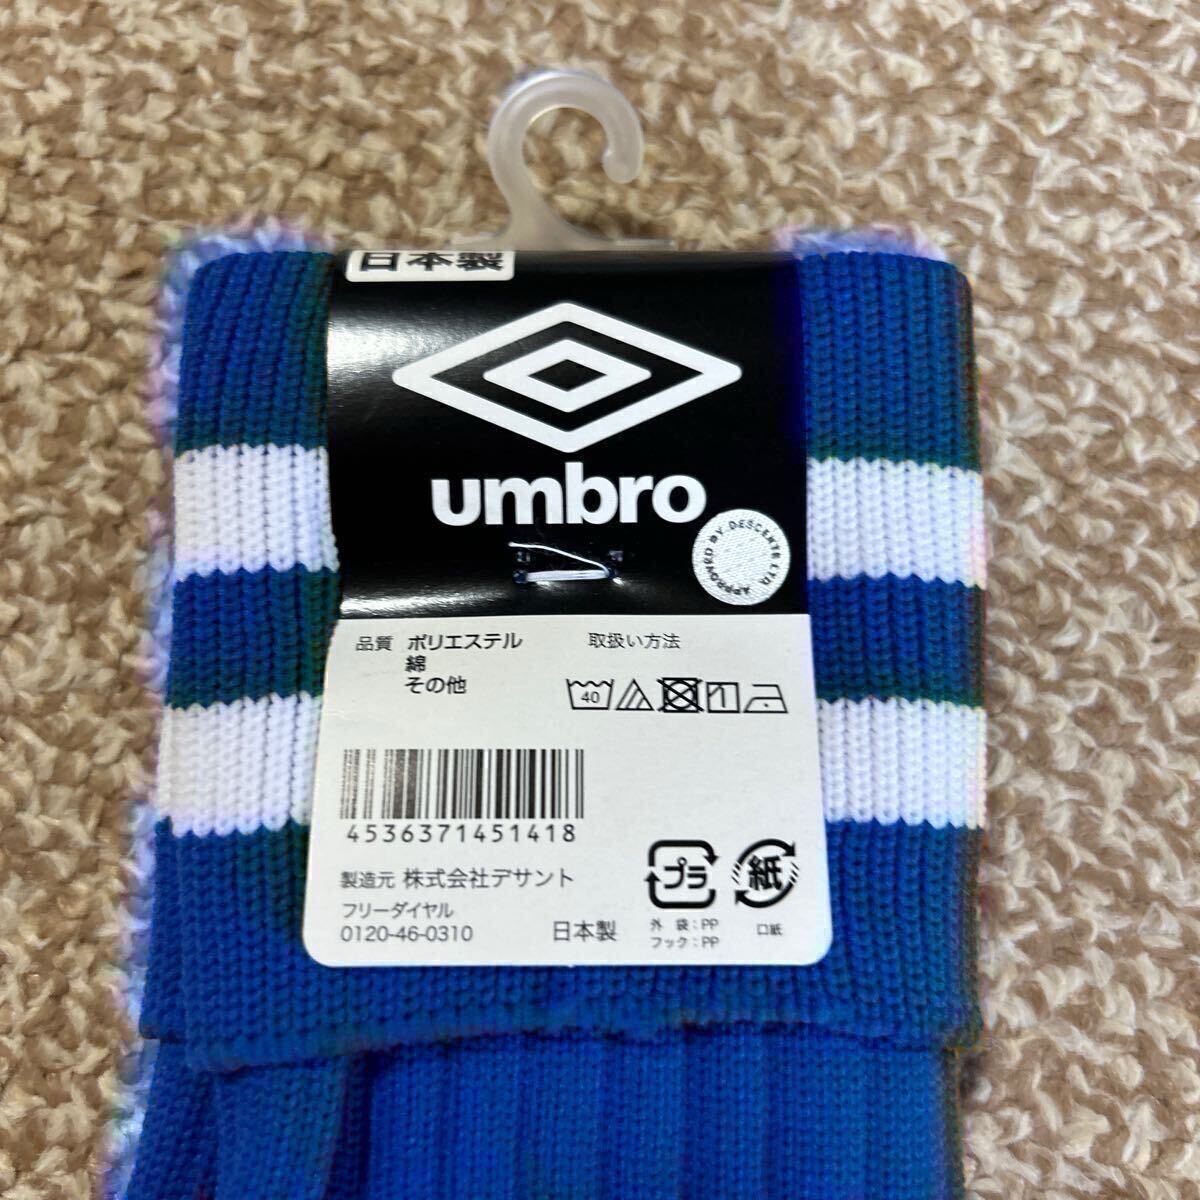 日本製
umbro
APPROVED BY DESCENTE LTD.
品質 ポリエステル
綿
その他
取扱い方法
40
4536371451418
製造元 株式会社デサント
フリーダイヤル
0120-46-0310
日本製
プラ
外 袋:PP
フック:PP
紙
口紙